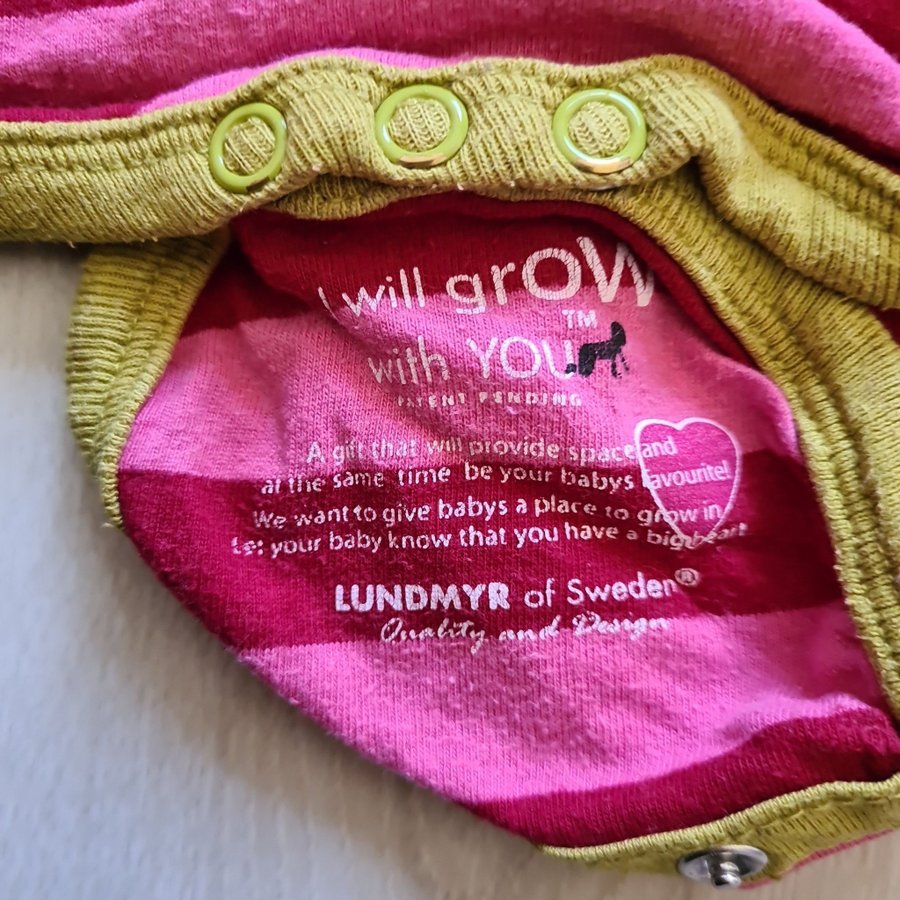 I will grOW
TM
with YOU
PATENT PENDING
A gift that will provide space and
at the same time be your babys favourite!
We want to give babys a place to grow in
Let your baby know that you have a big heart
LUNDMYR of Sweden®
Quality and Design